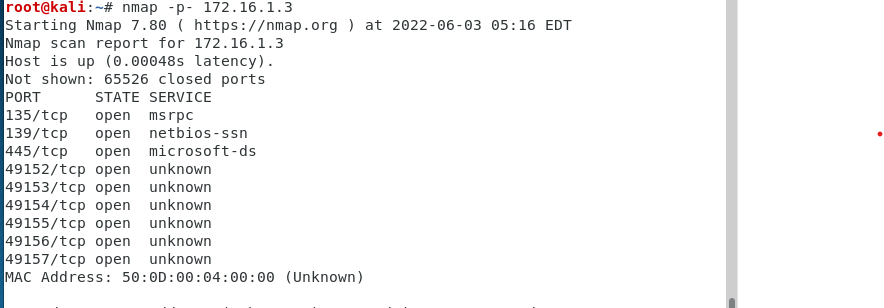 root@kali:~# nmap -p- 172.16.1.3
Starting Nmap 7.80 ( https://nmap.org ) at 2022-06-03 05:16 EDT
Nmap scan report for 172.16.1.3
Host is up (0.00048s latency).
Not shown: 65526 closed ports
PORT      STATE SERVICE
135/tcp   open  msrpc
139/tcp   open  netbios-ssn
445/tcp   open  microsoft-ds
49152/tcp open  unknown
49153/tcp open  unknown
49154/tcp open  unknown
49155/tcp open  unknown
49156/tcp open  unknown
49157/tcp open  unknown
MAC Address: 50:0D:00:04:00:00 (Unknown)